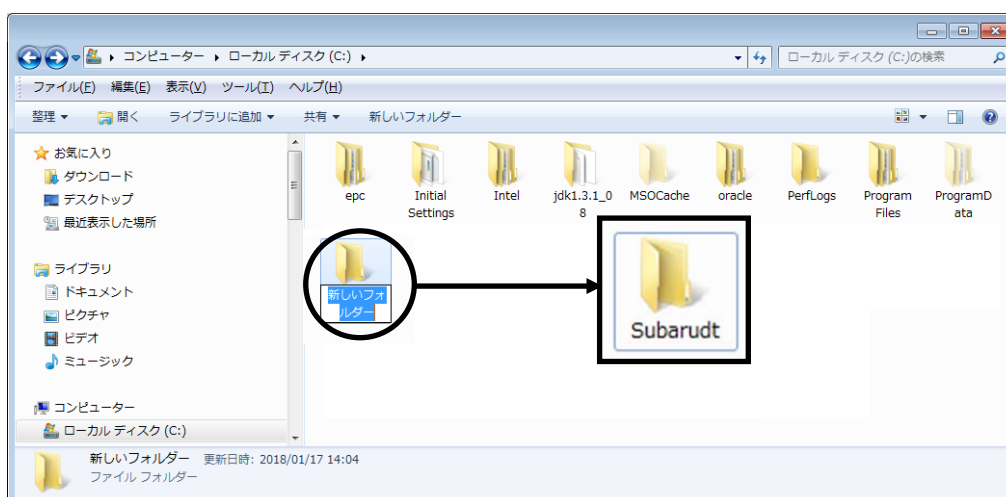 コンピューター ローカル ディスク (C:)
ローカル ディスク (C:)の検索
ファイル(F) 編集(E) 表示(V) ツール(T) ヘルプ(H)
整理 開く ライブラリに追加 共有 新しいフォルダー
お気に入り
ダウンロード
デスクトップ
最近表示した場所
ライブラリ
ドキュメント
ピクチャ
ビデオ
ミュージック
コンピューター
ローカル ディスク (C:)
epc
Initial
Settings
Intel
jdk1.3.1_0
8
MSOCache
oracle
PerfLogs
Program
Files
ProgramD
ata
新しいフォ
ルダー
Subarudt
新しいフォルダー 更新日時: 2018/01/17 14:04
ファイル フォルダー